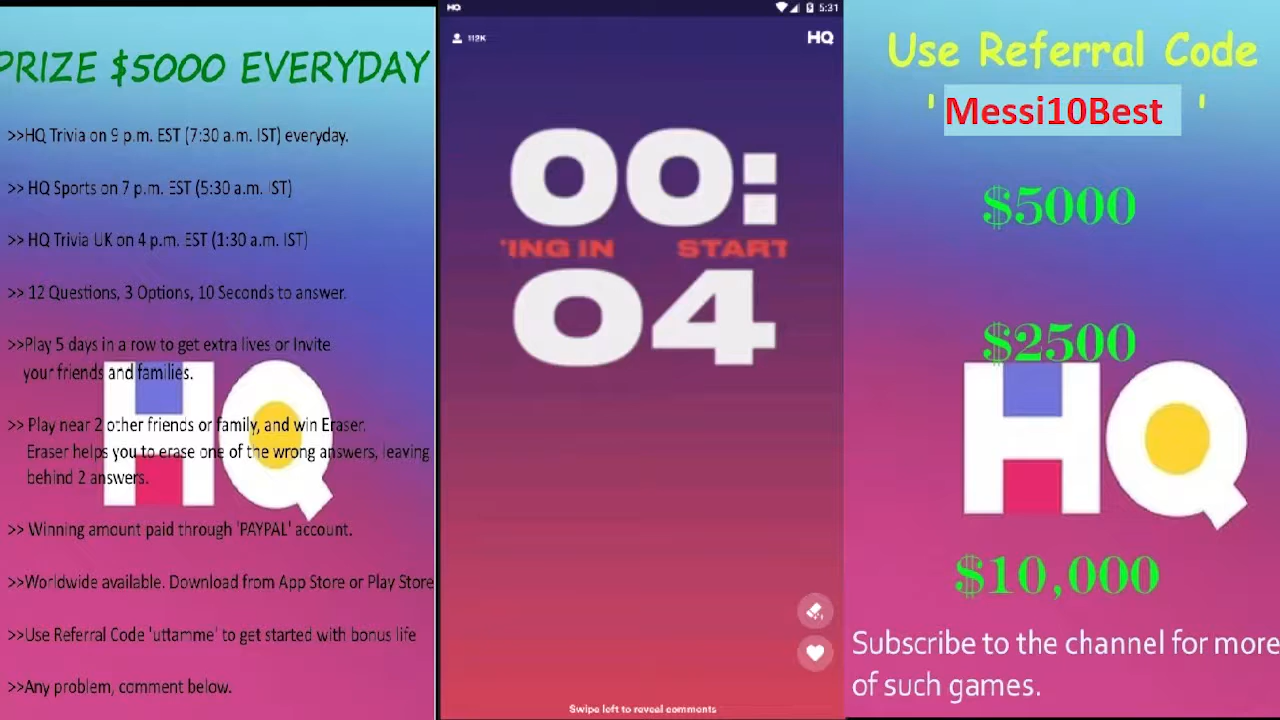 PRIZE $5000 EVERYDAY
>>HQ Trivia on 9 p.m. EST (7:30 a.m. IST) everyday.
>> HQ Sports on 7 p.m. EST (5:30 a.m. IST)
>> HQ Trivia UK on 4 p.m. EST (1:30 a.m. IST)
>> 12 Questions, 3 Options, 10 Seconds to answer.
>>Play 5 days in a row to get extra lives or Invite
your friends and families.
>> Play near 2 other friends or family, and win Eraser.
Eraser helps you to erase one of the wrong answers, leaving
behind 2 answers.
>> Winning amount paid through 'PAYPAL' account.
>>Worldwide available. Download from App Store or Play Store
>>Use Referral Code 'uttamme' to get started with bonus life
>>Any problem, comment below.
HQ
HQ
5:31
112K
HQ
00:
'ING IN START
04
Swipe left to reveal comments
Use Referral Code
' Messi10Best '
$5000
$2500
HQ
$10,000
Subscribe to the channel for more
of such games.